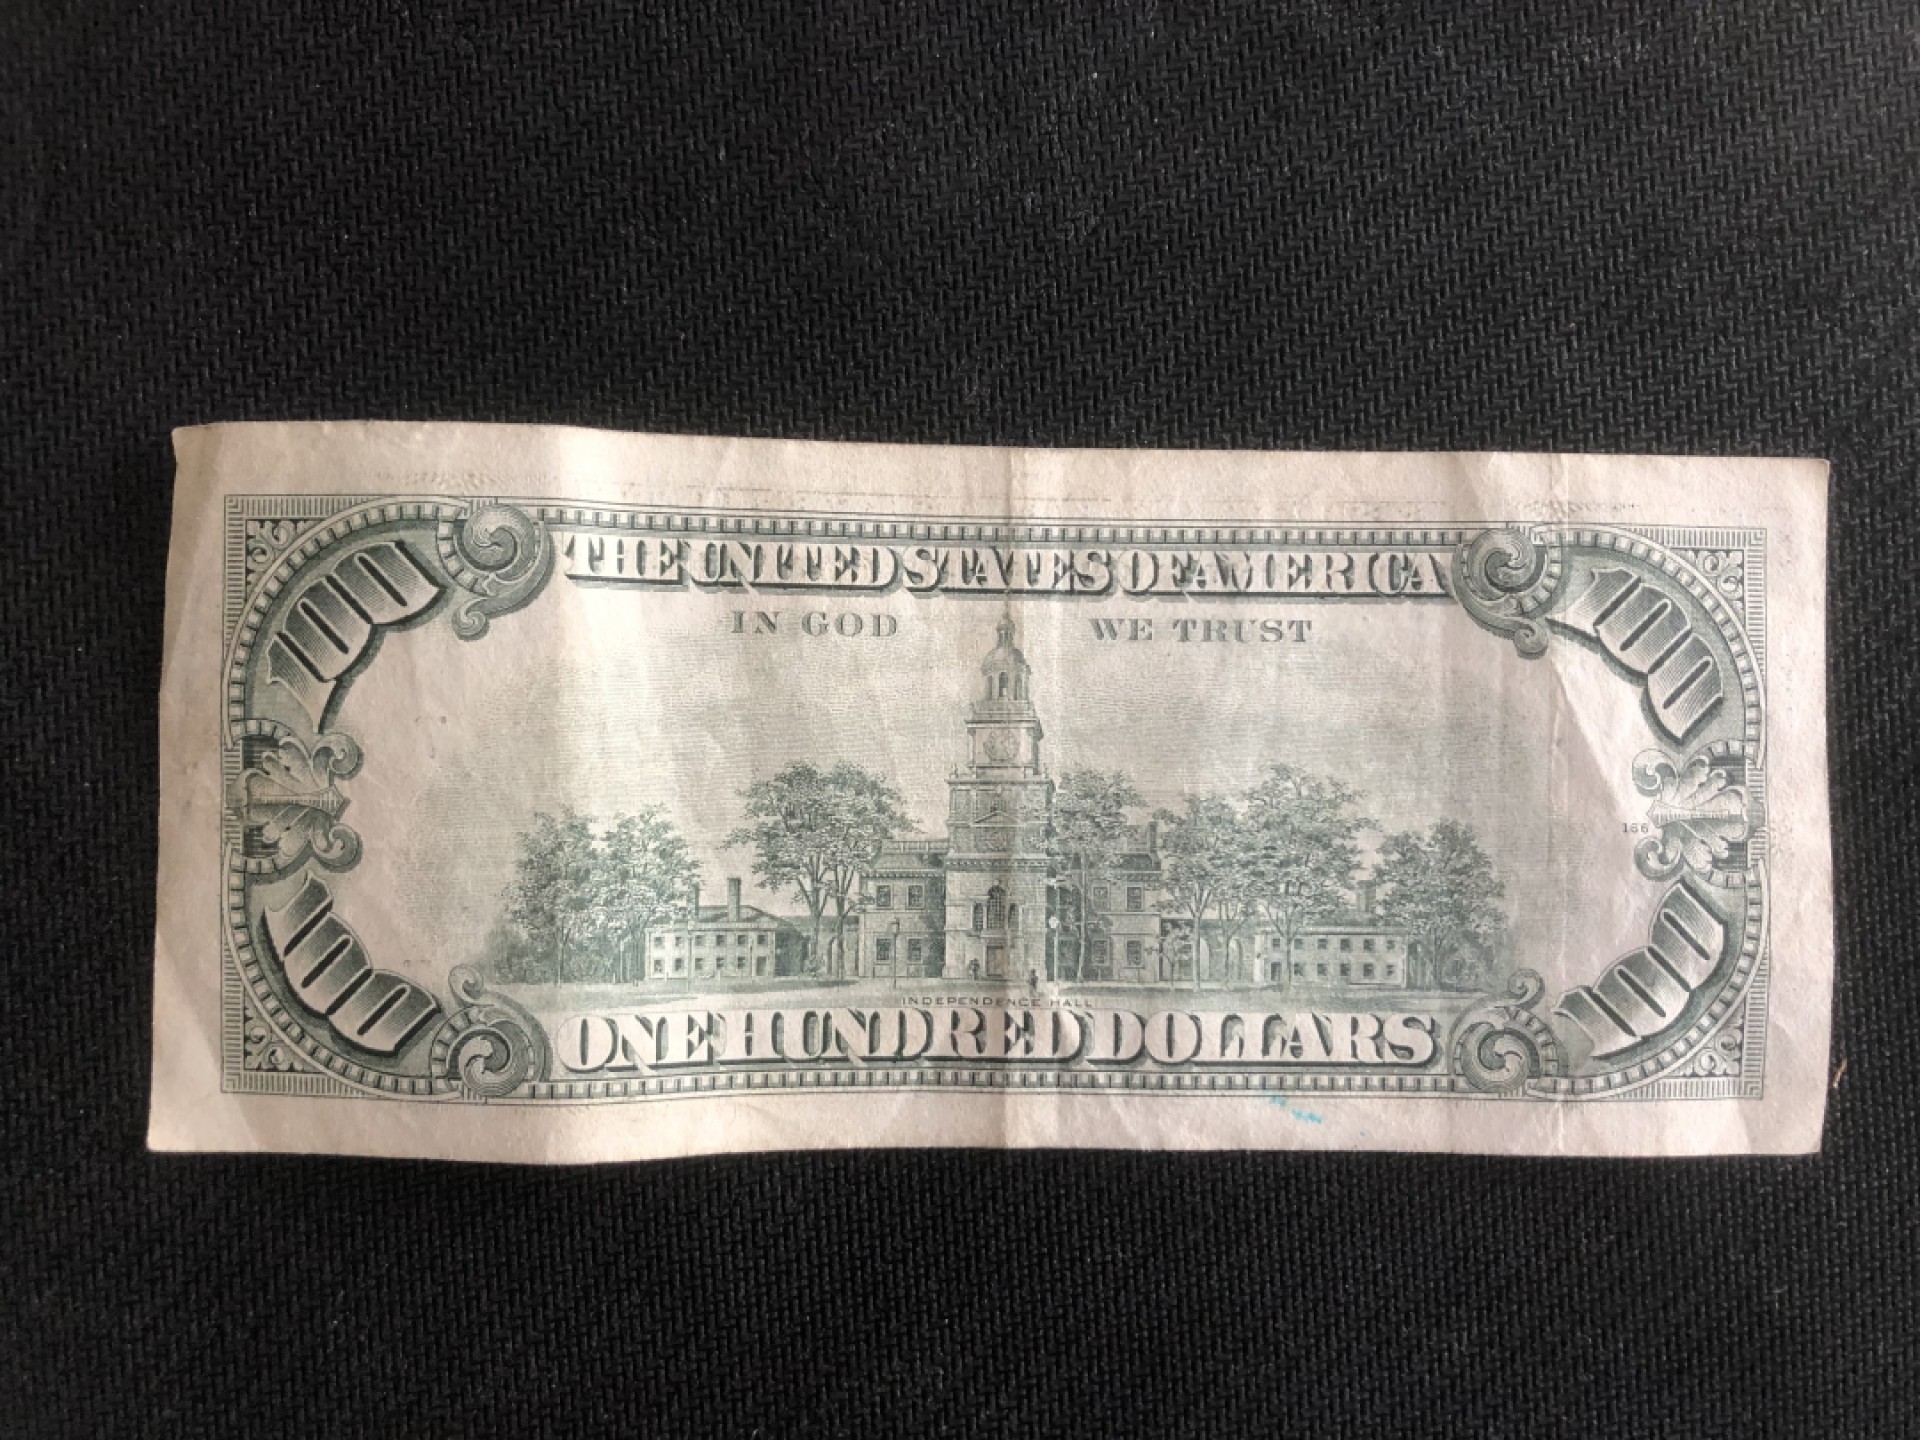 100 THE UNITED STATES OF AMERICA 100
IN GOD WE TRUST
166
INDEPENDENCE HALL
100 ONE HUNDRED DOLLARS 100